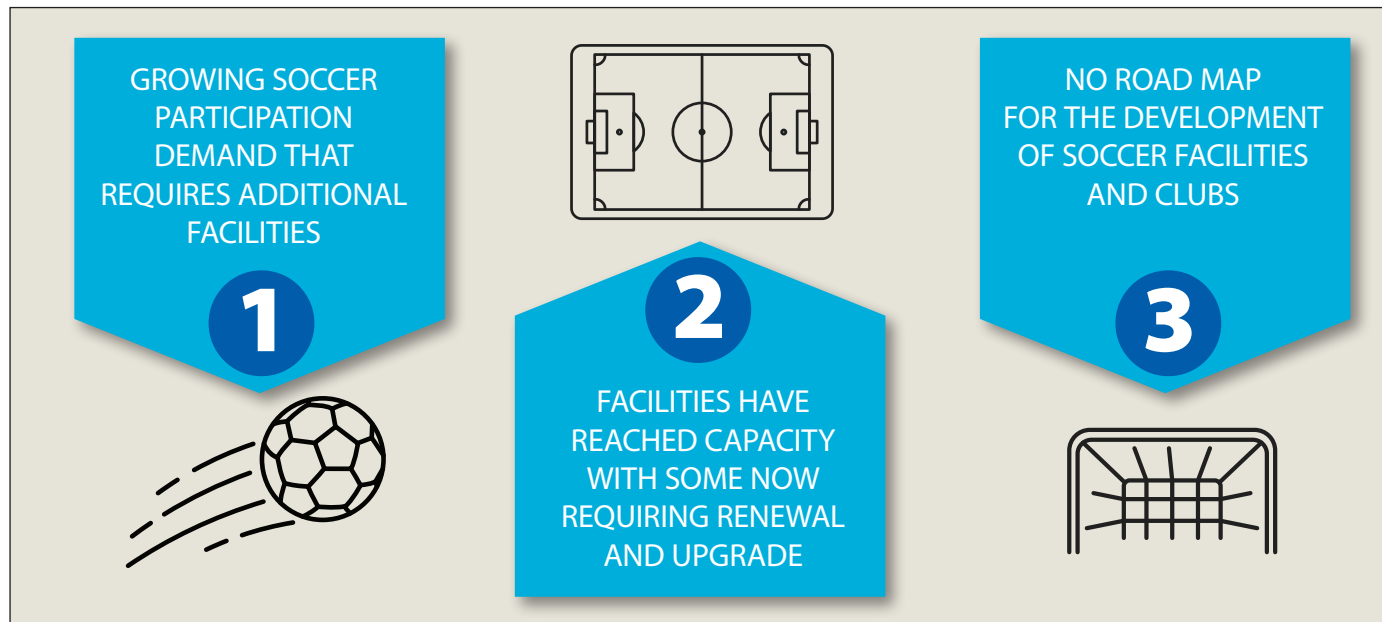 GROWING SOCCER
PARTICIPATION
DEMAND THAT
REQUIRES ADDITIONAL
FACILITIES
1
2
FACILITIES HAVE
REACHED CAPACITY
WITH SOME NOW
REQUIRING RENEWAL
AND UPGRADE
NO ROAD MAP
FOR THE DEVELOPMENT
OF SOCCER FACILITIES
AND CLUBS
3